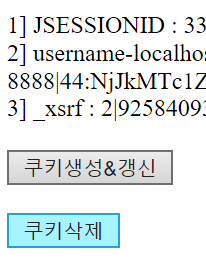 1] JSESSIONID : 33
2] username-localhos
8888|44:NjJkMTc1Z
3] _xsrf : 2|92584093
쿠키생성&갱신
쿠키삭제